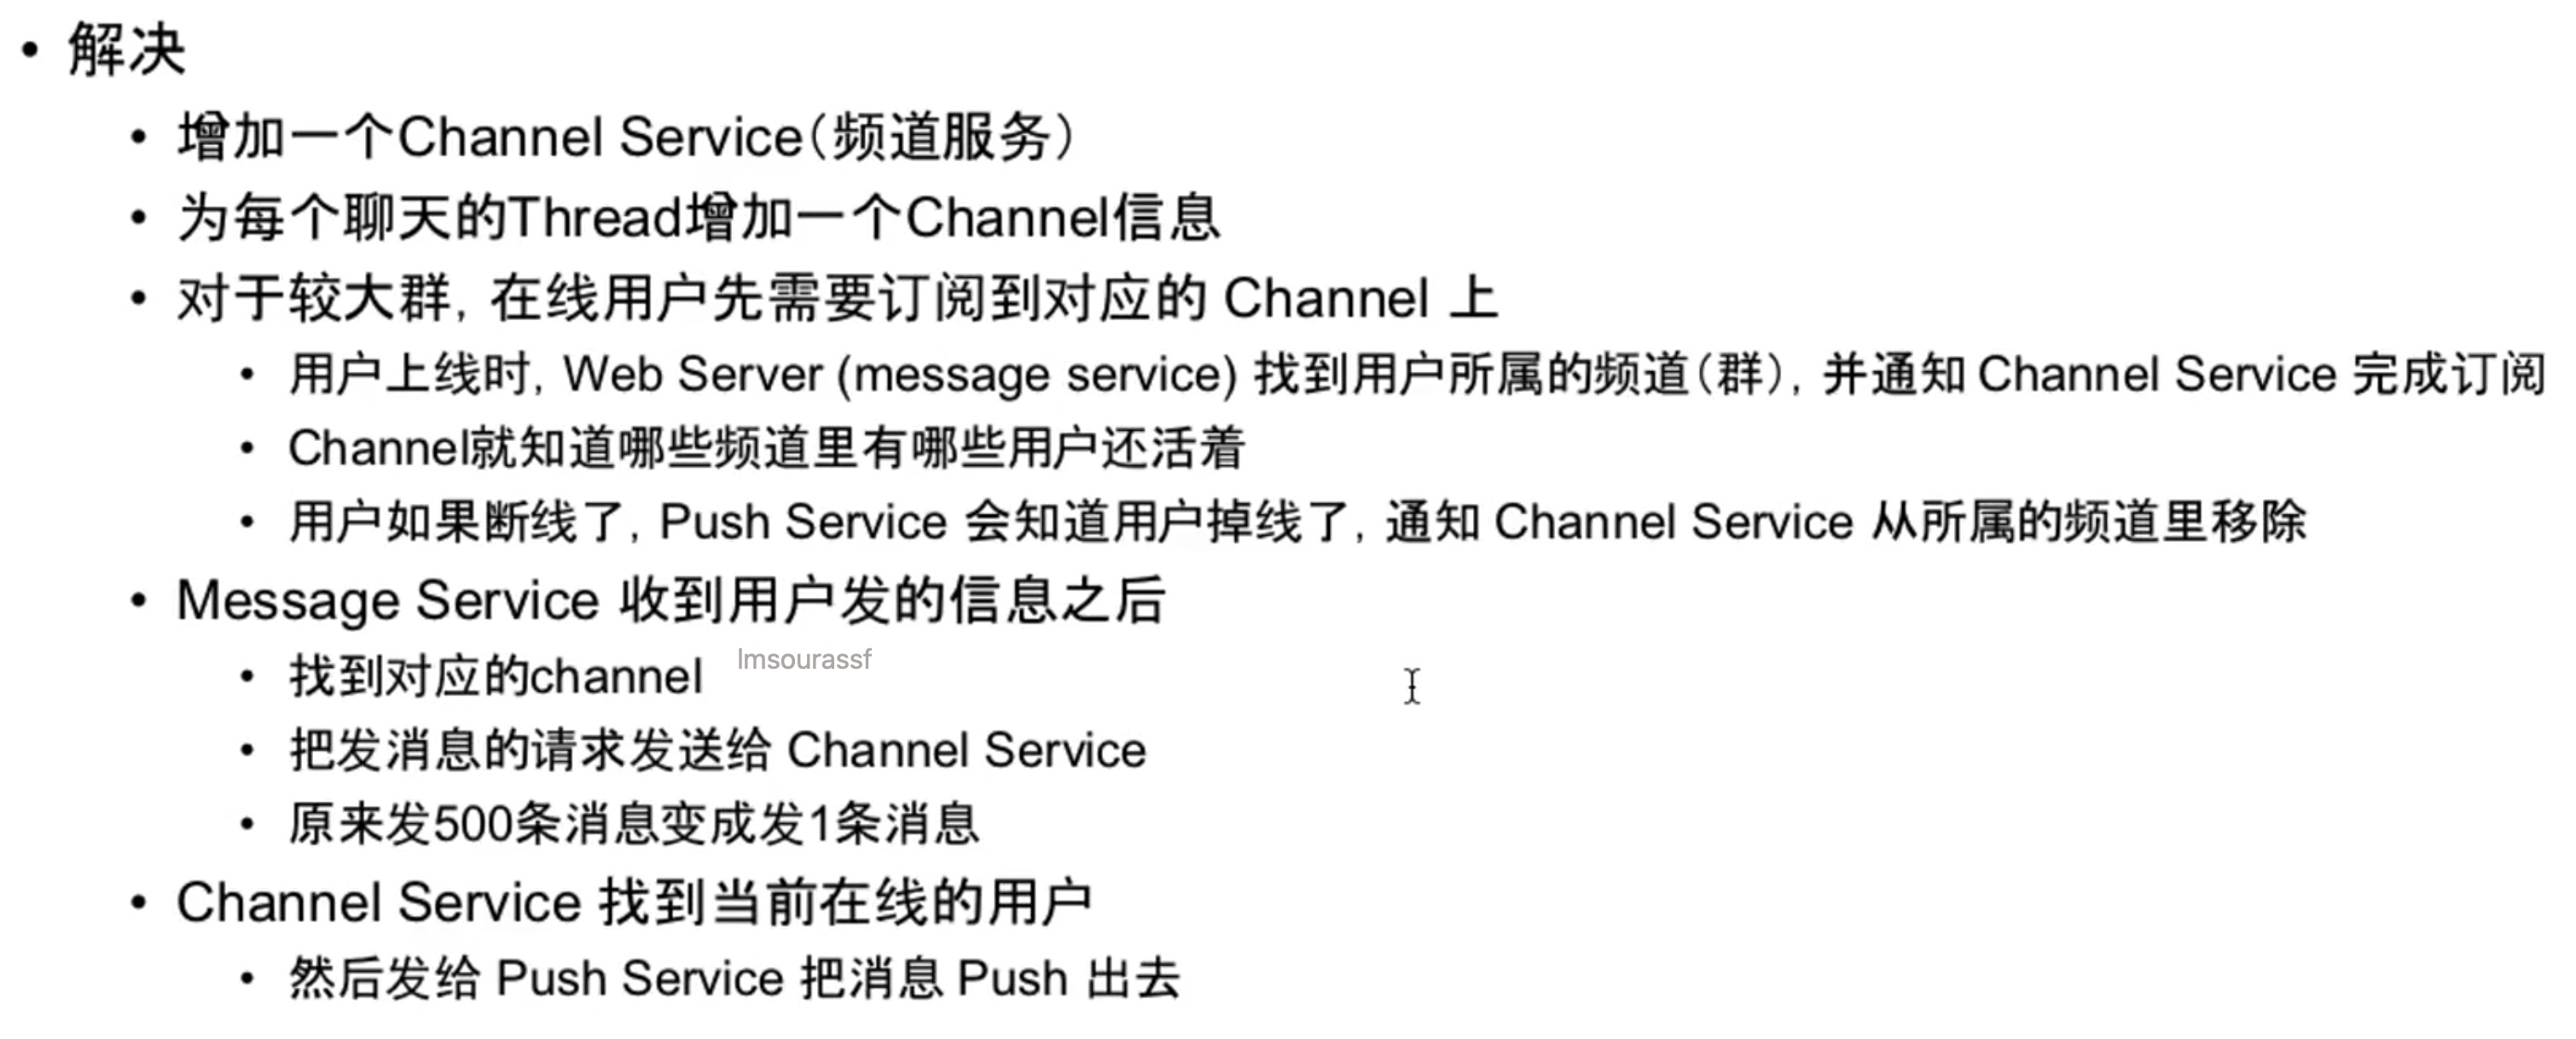 • 解决
• 增加一个Channel Service(频道服务)
• 为每个聊天的Thread增加一个Channel信息
• 对于较大群, 在线用户先需要订阅到对应的 Channel 上
• 用户上线时, Web Server (message service) 找到用户所属的频道(群), 并通知 Channel Service 完成订阅
• Channel就知道哪些频道里有哪些用户还活着
• 用户如果断线了, Push Service 会知道用户掉线了, 通知 Channel Service 从所属的频道里移除
• Message Service 收到用户发的信息之后
• 找到对应的channel
lmsourassf
• 把发消息的请求发送给 Channel Service
• 原来发500条消息变成发1条消息
• Channel Service 找到当前在线的用户
• 然后发给 Push Service 把消息 Push 出去